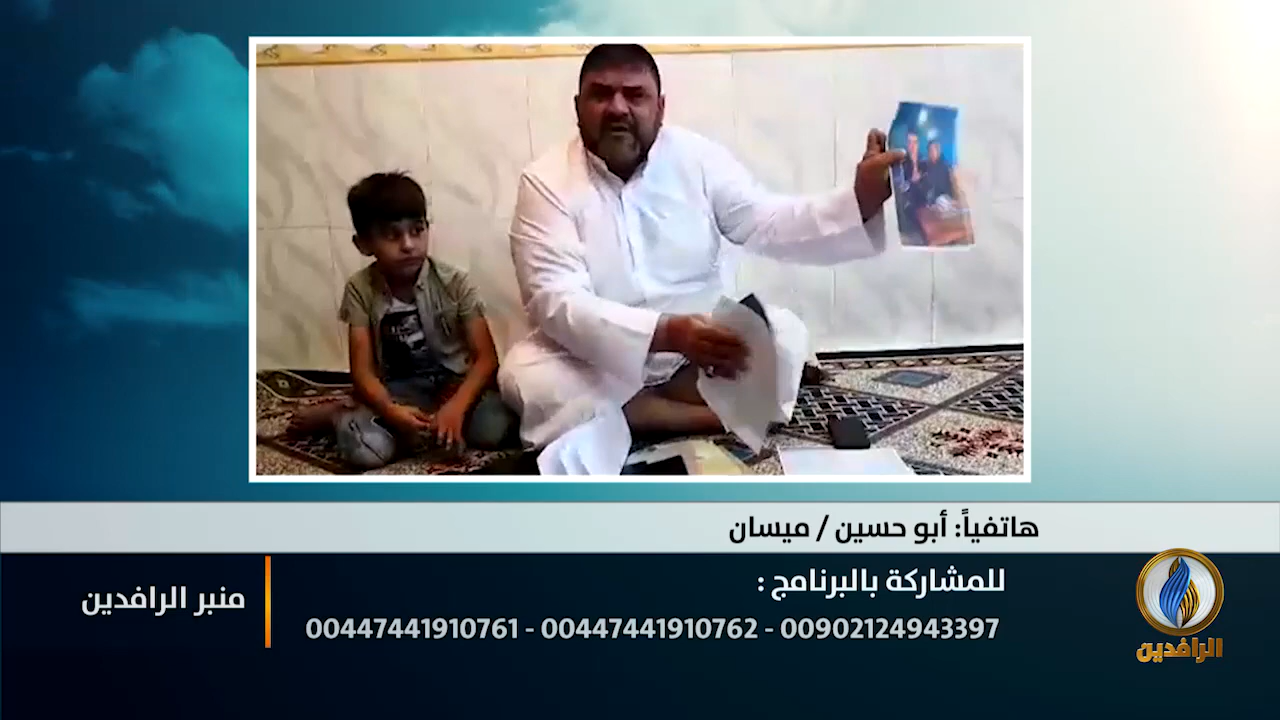 هاتفياً: أبو حسين / ميسان
للمشاركة بالبرنامج :
00447441910761 - 00447441910762 - 00902124943397
منبر الرافدين
الرافدين